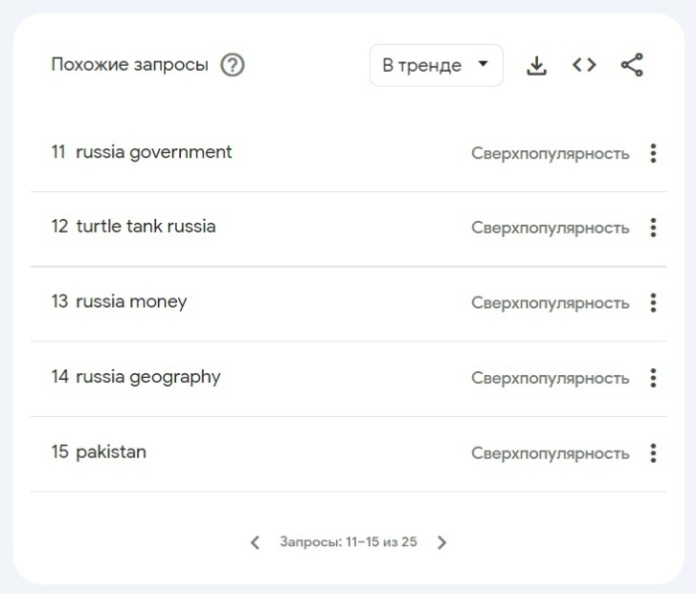 Похожие запросы ?
В тренде
11 russia government Сверхпопулярность
12 turtle tank russia Сверхпопулярность
13 russia money Сверхпопулярность
14 russia geography Сверхпопулярность
15 pakistan Сверхпопулярность
Запросы: 11–15 из 25